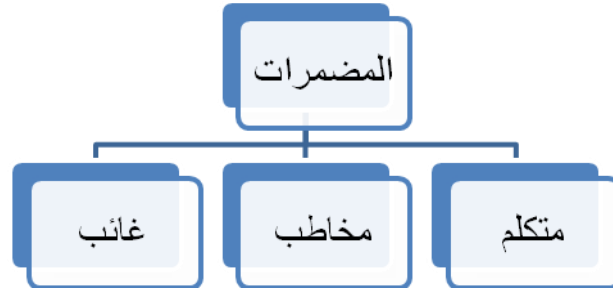 المضمرات
متكلم
مخاطب
غائب